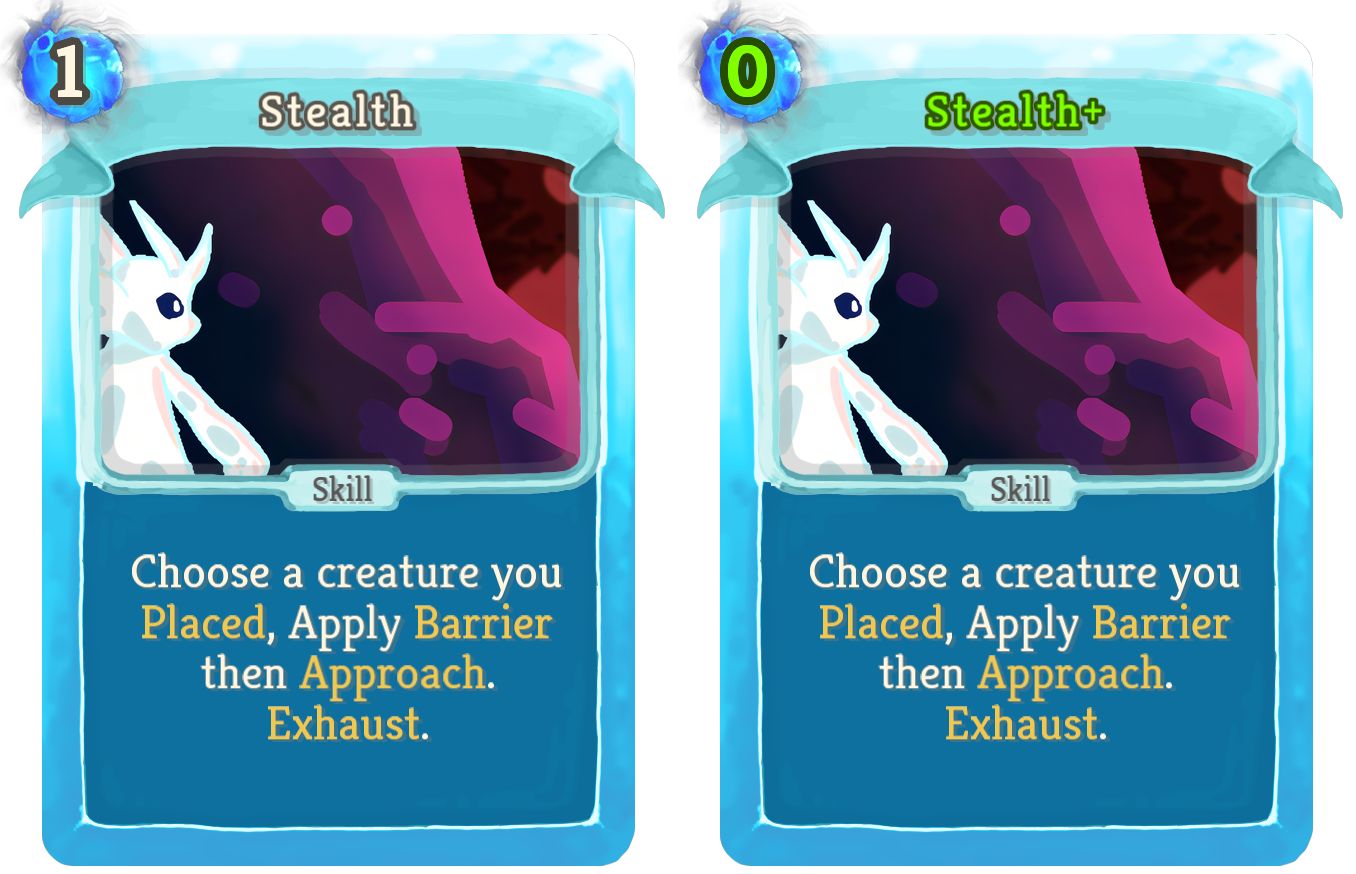 1
Stealth
Skill
Choose a creature you
Placed, Apply Barrier
then Approach.
Exhaust.
0
Stealth+
Skill
Choose a creature you
Placed, Apply Barrier
then Approach.
Exhaust.